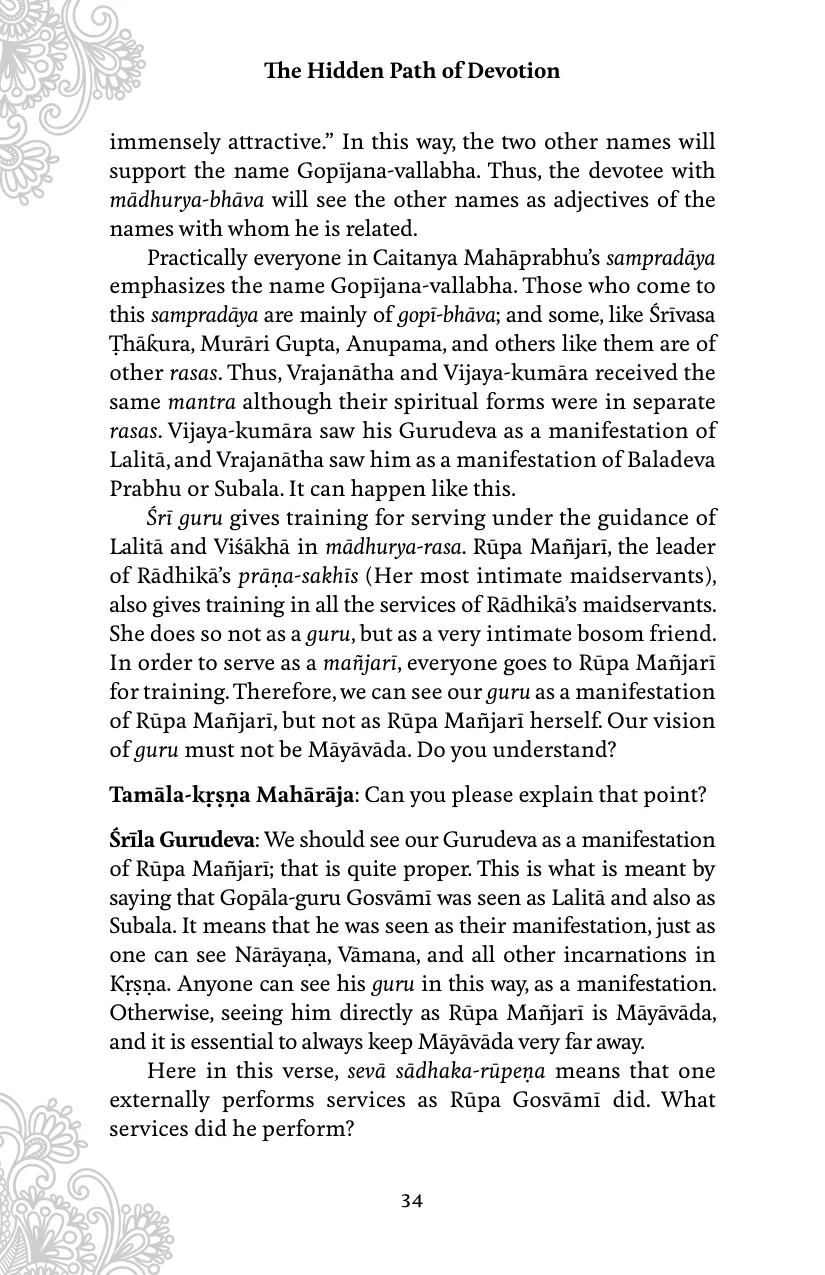 The Hidden Path of Devotion
immensely attractive.” In this way, the two other names will
support the name Gopījana-vallabha. Thus, the devotee with
mādhurya-bhāva will see the other names as adjectives of the
names with whom he is related.
Practically everyone in Caitanya Mahāprabhu’s sampradāya
emphasizes the name Gopījana-vallabha. Those who come to
this sampradāya are mainly of gopī-bhāva; and some, like Śrīvasa
Ṭhākura, Murāri Gupta, Anupama, and others like them are of
other rasas. Thus, Vrajanātha and Vijaya-kumāra received the
same mantra although their spiritual forms were in separate
rasas. Vijaya-kumāra saw his Gurudeva as a manifestation of
Lalitā, and Vrajanātha saw him as a manifestation of Baladeva
Prabhu or Subala. It can happen like this.
Śrī guru gives training for serving under the guidance of
Lalitā and Viśākhā in mādhurya-rasa. Rūpa Mañjarī, the leader
of Rādhikā’s prāṇa-sakhīs (Her most intimate maidservants),
also gives training in all the services of Rādhikā’s maidservants.
She does so not as a guru, but as a very intimate bosom friend.
In order to serve as a mañjarī, everyone goes to Rūpa Mañjarī
for training. Therefore, we can see our guru as a manifestation
of Rūpa Mañjarī, but not as Rūpa Mañjarī herself. Our vision
of guru must not be Māyāvāda. Do you understand?
Tamāla-kṛṣṇa Mahārāja: Can you please explain that point?
Śrīla Gurudeva: We should see our Gurudeva as a manifestation
of Rūpa Mañjarī; that is quite proper. This is what is meant by
saying that Gopāla-guru Gosvāmī was seen as Lalitā and also as
Subala. It means that he was seen as their manifestation, just as
one can see Nārāyaṇa, Vāmana, and all other incarnations in
Kṛṣṇa. Anyone can see his guru in this way, as a manifestation.
Otherwise, seeing him directly as Rūpa Mañjarī is Māyāvāda,
and it is essential to always keep Māyāvāda very far away.
Here in this verse, sevā sādhaka-rūpeṇa means that one
externally performs services as Rūpa Gosvāmī did. What
services did he perform?
34